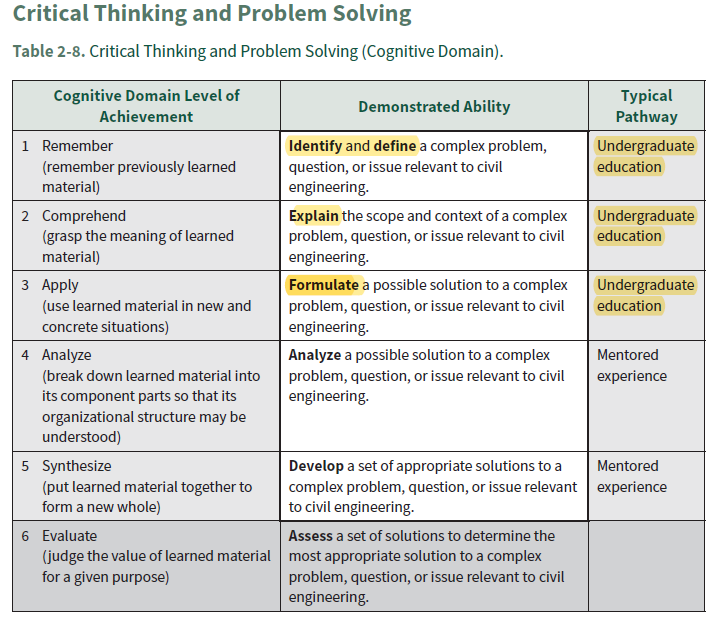 Critical Thinking and Problem Solving
Table 2-8. Critical Thinking and Problem Solving (Cognitive Domain).
Cognitive Domain Level of
Achievement
Demonstrated Ability
Typical
Pathway
1 Remember
(remember previously learned
material)
Identify and define a complex problem,
question, or issue relevant to civil
engineering.
Undergraduate
education
2 Comprehend
(grasp the meaning of learned
material)
Explain the scope and context of a complex
problem, question, or issue relevant to civil
engineering.
Undergraduate
education
3 Apply
(use learned material in new and
concrete situations)
Formulate a possible solution to a complex
problem, question, or issue relevant to civil
engineering.
Undergraduate
education
4 Analyze
(break down learned material into
its component parts so that its
organizational structure may be
understood)
Analyze a possible solution to a complex
problem, question, or issue relevant to civil
engineering.
Mentored
experience
5 Synthesize
(put learned material together to
form a new whole)
Develop a set of appropriate solutions to a
complex problem, question, or issue relevant
to civil engineering.
Mentored
experience
6 Evaluate
(judge the value of learned material
for a given purpose)
Assess a set of solutions to determine the
most appropriate solution to a complex
problem, question, or issue relevant to civil
engineering.